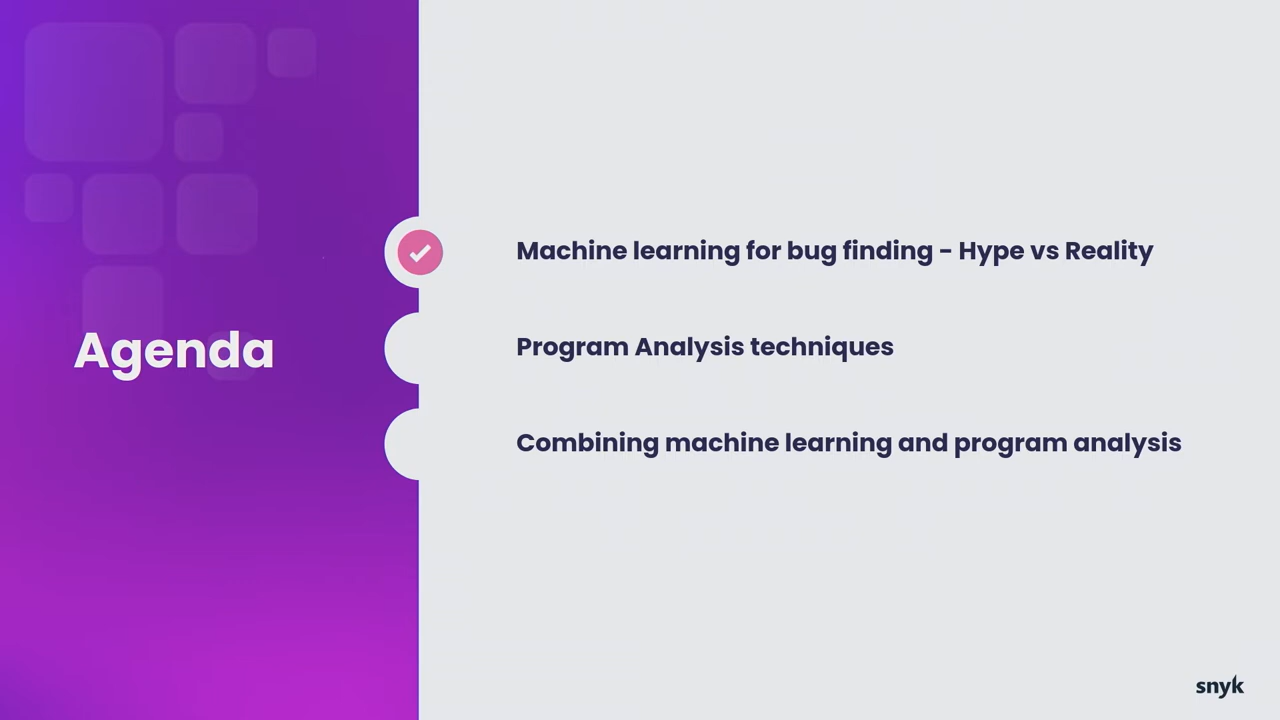 Agenda
Machine learning for bug finding - Hype vs Reality
Program Analysis techniques
Combining machine learning and program analysis
snyk